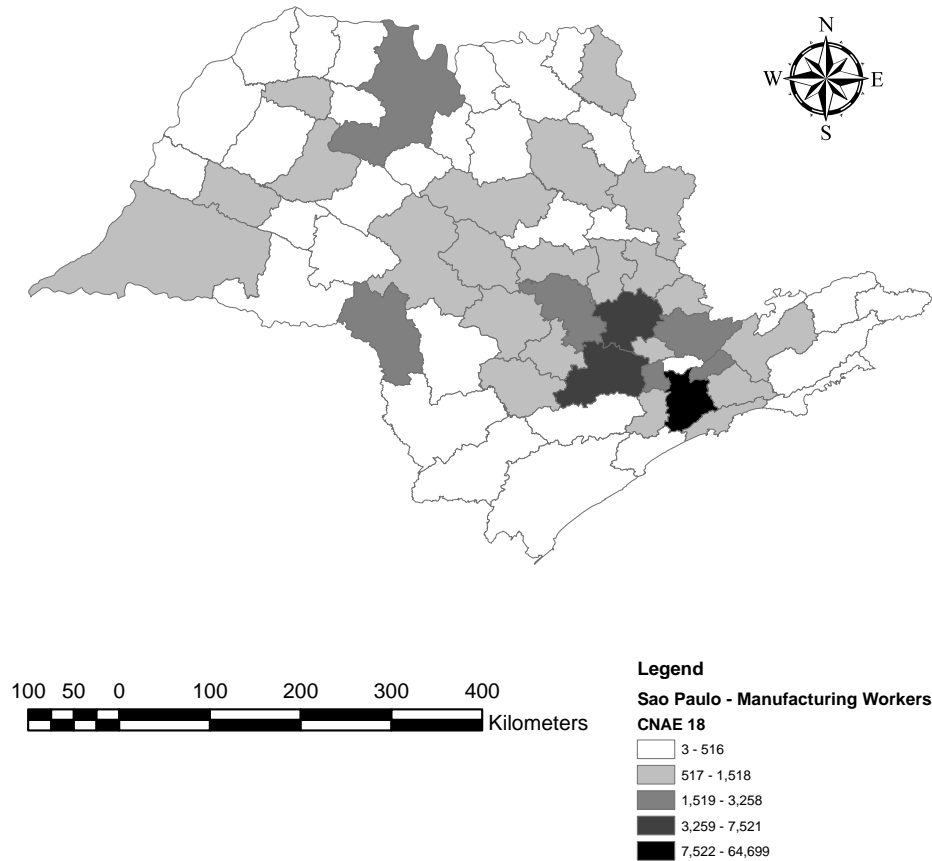 N
W E
S
100 50 0 100 200 300 400
Kilometers
Legend
Sao Paulo - Manufacturing Workers
CNAE 18
3 - 516
517 - 1,518
1,519 - 3,258
3,259 - 7,521
7,522 - 64,699